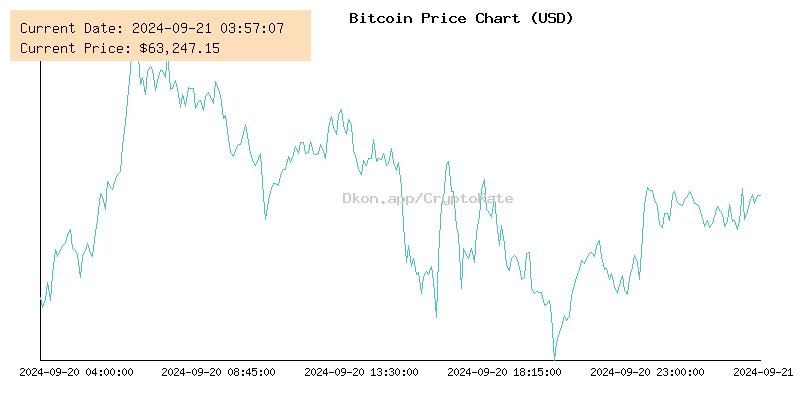 Bitcoin Price Chart (USD)
Current Date: 2024-09-21 03:57:07
Current Price: $63,247.15
Dkon.app/CryptoKate
2024-09-20 04:00:00
2024-09-20 08:45:00
2024-09-20 13:30:00
2024-09-20 18:15:00
2024-09-20 23:00:00
2024-09-21